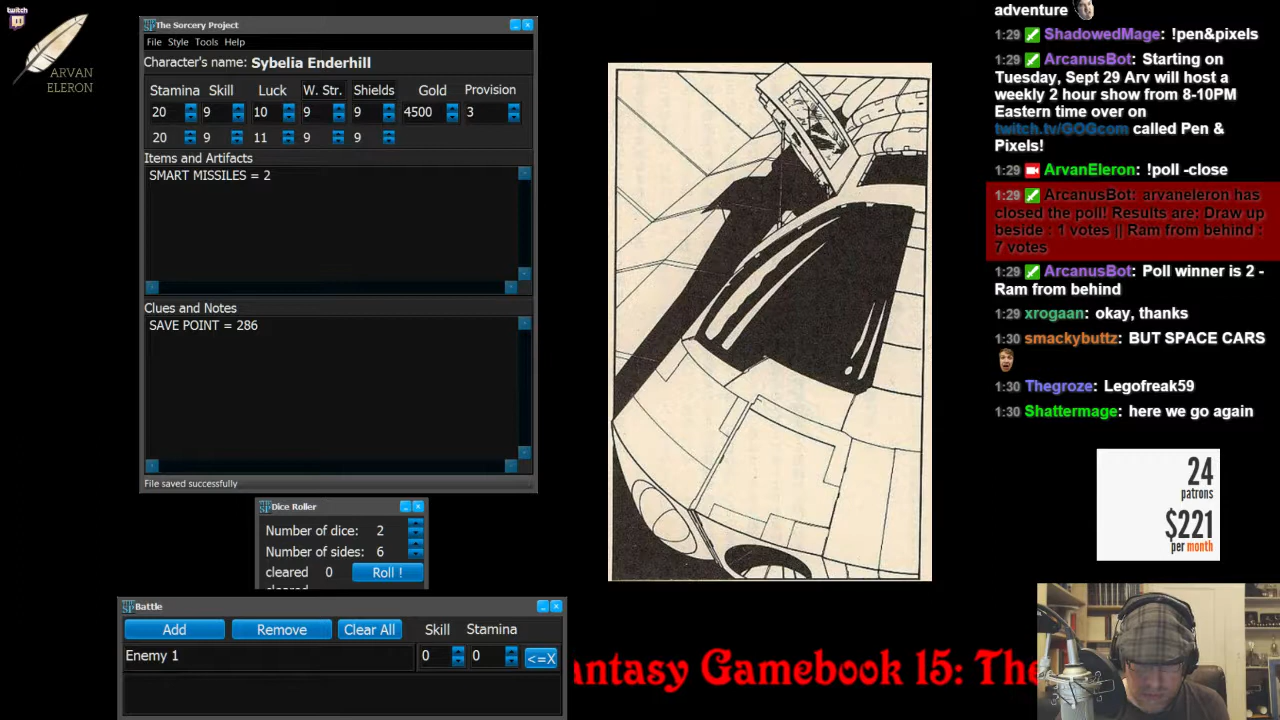 twitch
ARVAN
ELERON
The Sorcery Project
File Style Tools Help
Character's name: Sybelia Enderhill
Stamina Skill Luck W. Str. Shields Gold Provision
20 9 10 9 9 4500 3
20 9 11 9 9
Items and Artifacts
SMART MISSILES = 2
Clues and Notes
SAVE POINT = 286
File saved successfully
Dice Roller
Number of dice: 2
Number of sides: 6
cleared 0 Roll !
Battle
Add Remove Clear All Skill Stamina
Enemy 1 0 0 <=X
adventure
1:29 ShadowedMage: !pen&pixels
1:29 ArcanusBot: Starting on
Tuesday, Sept 29 Arv will host a
weekly 2 hour show from 8-10PM
Eastern time over on
twitch.tv/GOGcom called Pen &
Pixels!
1:29 ArvanEleron: !poll -close
1:29 ArcanusBot: arvaneleron has
closed the poll! Results are: Draw up
beside : 1 votes || Ram from behind :
7 votes
1:29 ArcanusBot: Poll winner is 2 -
Ram from behind
1:29 xrogaan: okay, thanks
1:30 smackybuttz: BUT SPACE CARS
1:30 Thegroze: Legofreak59
1:30 Shattermage: here we go again
24
patrons
$221
per month
antasy Gamebook 15: The